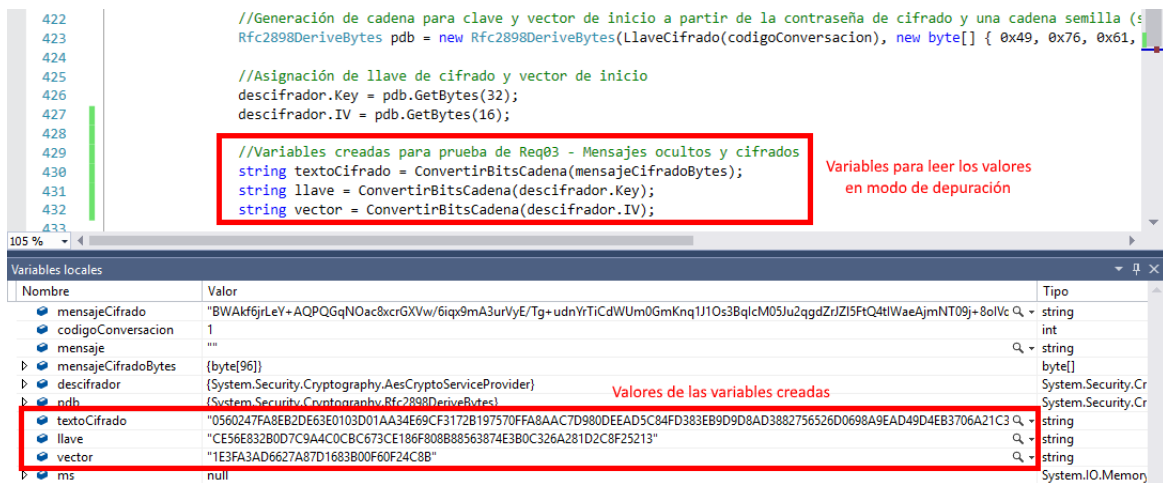 422 //Generación de cadena para clave y vector de inicio a partir de la contraseña de cifrado y una cadena semilla (
423 Rfc2898DeriveBytes pdb = new Rfc2898DeriveBytes(LlaveCifrado(codigoConversacion), new byte[] { 0x49, 0x76, 0x61,
424
425 //Asignación de llave de cifrado y vector de inicio
426 descifrador.Key = pdb.GetBytes(32);
427 descifrador.IV = pdb.GetBytes(16);
428
429 //Variables creadas para prueba de Req03 - Mensajes ocultos y cifrados
430 string textoCifrado = ConvertirBitsCadena(mensajeCifradoBytes);
431 string llave = ConvertirBitsCadena(descifrador.Key);
432 string vector = ConvertirBitsCadena(descifrador.IV);
433
Variables para leer los valores
en modo de depuración
105 %
Variables locales
Nombre Valor Tipo
mensajeCifrado "BWAkf6jrLeY+AQPQGqNOac8xcrGXVw/6iqx9mA3urVyE/Tg+udnYrTiCdWUm0GmKnq1J1Os3BqIcM05Ju2qgdZrJZI5FtQ4tIWaeAjmNT09j+8olVc string
codigoConversacion 1 int
mensaje "" string
mensajeCifradoBytes {byte[96]} byte[]
descifrador {System.Security.Cryptography.AesCryptoServiceProvider} System.Security.Cr
pdb {System.Security.Cryptography.Rfc2898DeriveBytes} System.Security.Cr
Valores de las variables creadas
textoCifrado "0560247FA8EB2DE63E0103D01AA34E69CF3172B197570FFA8AAC7D980DEEAD5C84FD383EB9D9D8AD3882756526D0698A9EAD49D4EB3706A21C3 string
llave "CE56E832B0D7C9A4C0CBC673CE186F808B88563874E3B0C326A281D2C8F25213" string
vector "1E3FA3AD6627A87D1683B00F60F24C8B" string
ms null System.IO.Memory